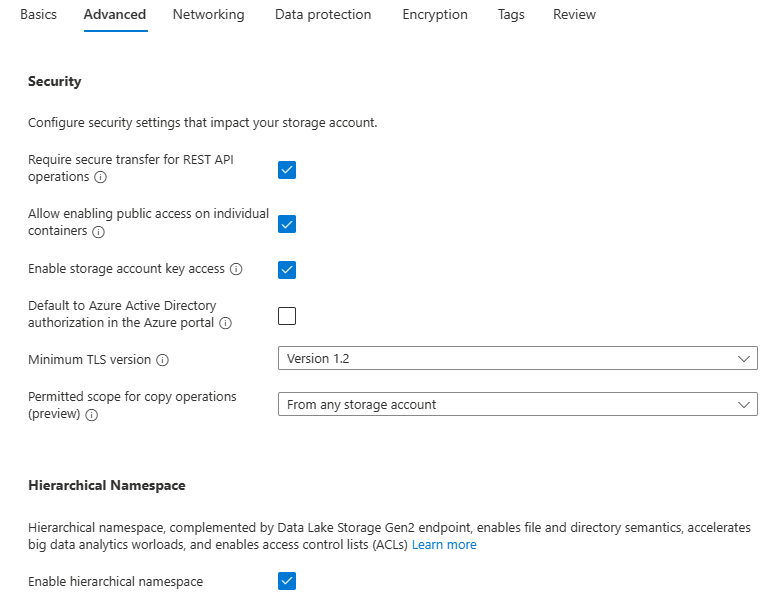 Basics Advanced Networking Data protection Encryption Tags Review
Security
Configure security settings that impact your storage account.
Require secure transfer for REST API
operations
Allow enabling public access on individual
containers
Enable storage account key access
Default to Azure Active Directory
authorization in the Azure portal
Minimum TLS version Version 1.2
Permitted scope for copy operations
(preview) From any storage account
Hierarchical Namespace
Hierarchical namespace, complemented by Data Lake Storage Gen2 endpoint, enables file and directory semantics, accelerates
big data analytics worloads, and enables access control lists (ACLs) Learn more
Enable hierarchical namespace